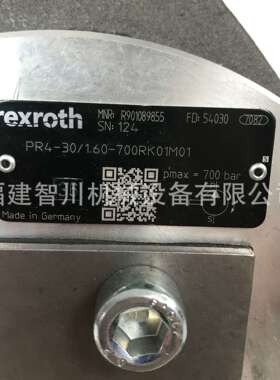 rexroth
MNR: R901089855 FD: 54030 7082
SN: 124
PR4-30/1.60-700RK01M01
pmax = 700 bar
福建智川机械设备有限公司
Made in Germany